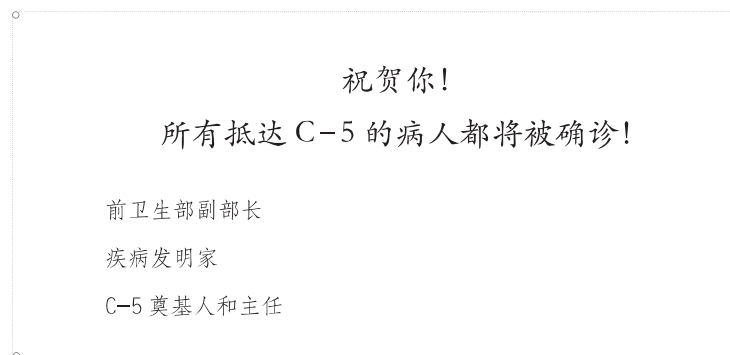 祝贺你!
所有抵达 C-5 的病人都将被确诊!
前卫生部副部长
疾病发明家
C-5 奠基人和主任